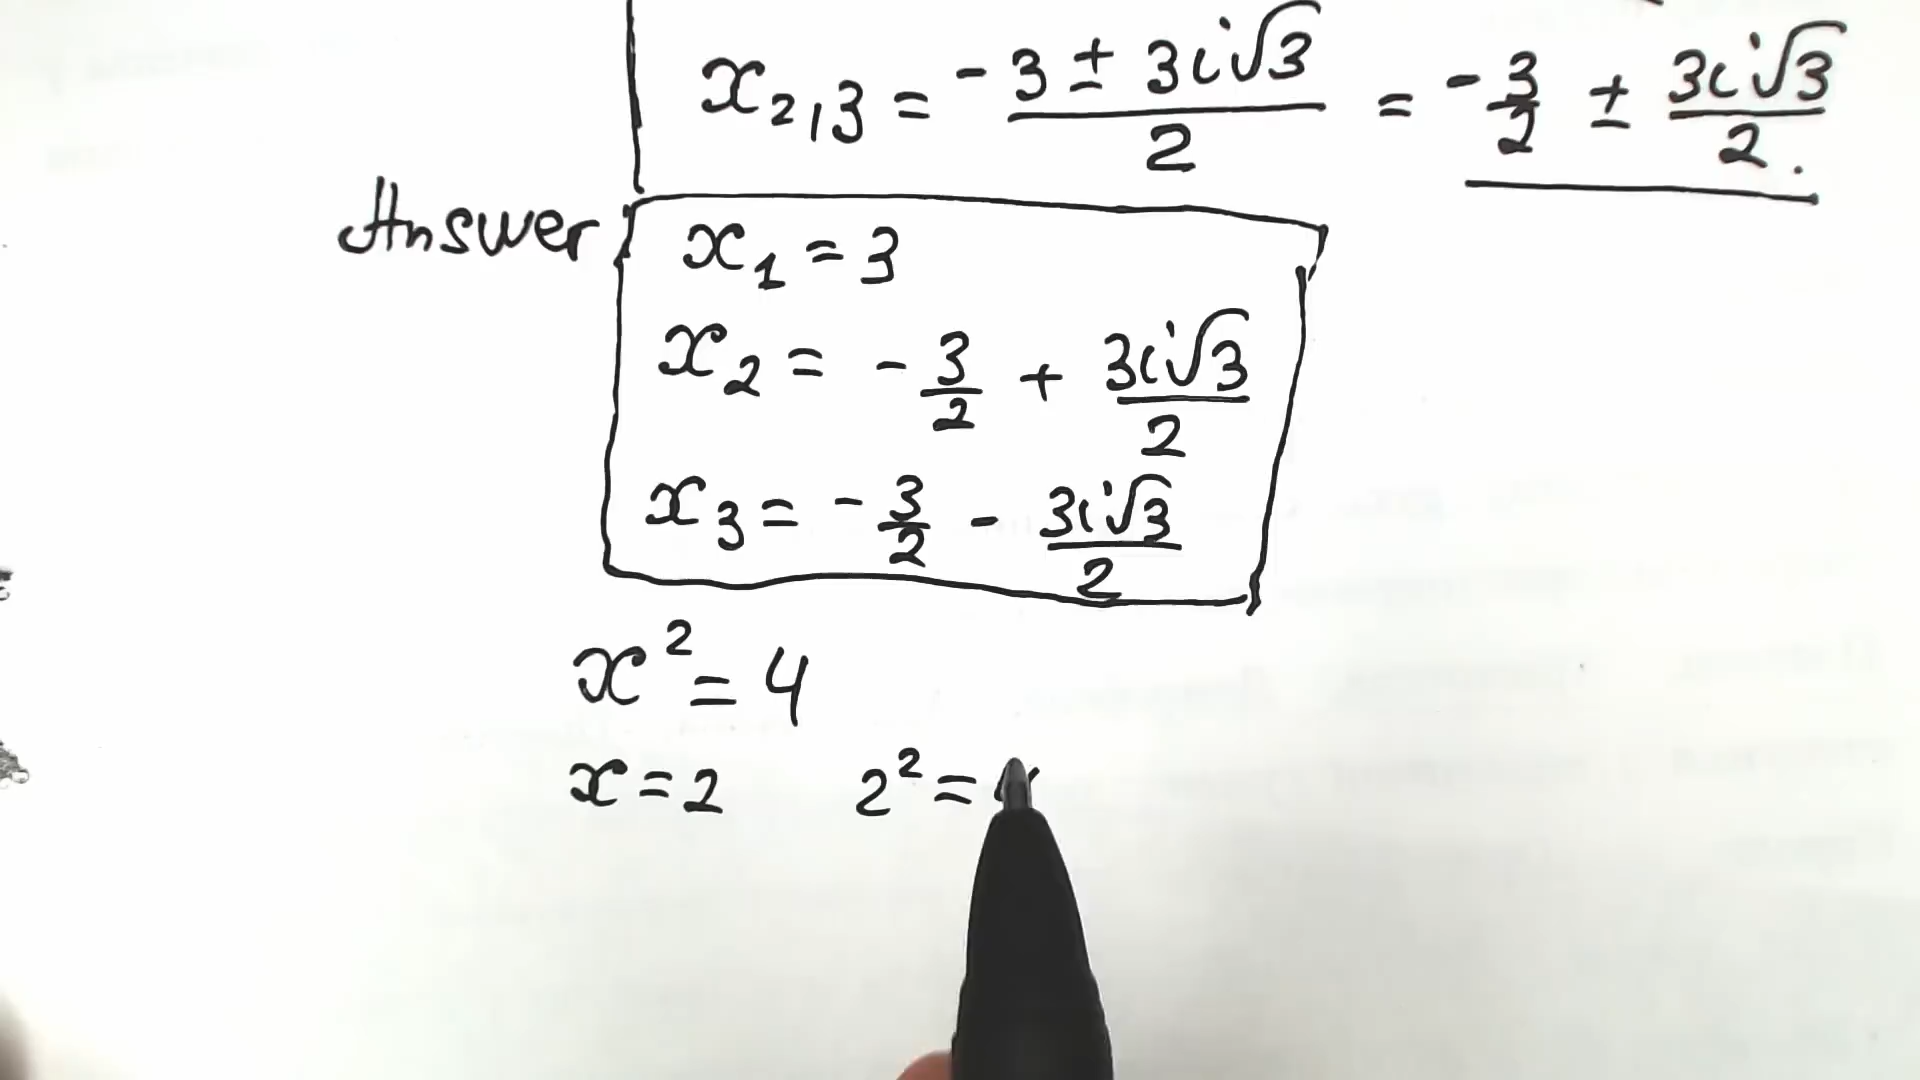 x₂,₃ = (-3 ± 3i√3)/2 = -3/2 ± 3i√3/2.
Answer
x₁ = 3
x₂ = -3/2 + 3i√3/2
x₃ = -3/2 - 3i√3/2
x² = 4
x = 2 2² =